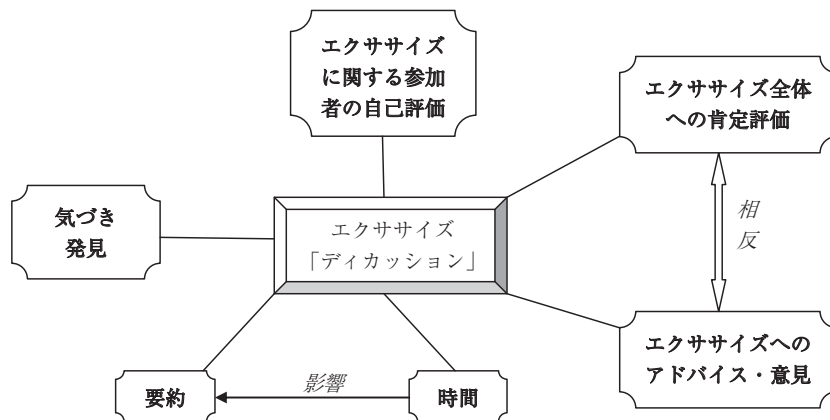 エクササイズ
に関する参加
者の自己評価
エクササイズ全体
への肯定評価
気づき
発見
エクササイズ
「ディカッション」
相
反
エクササイズへの
アドバイス・意見
要約
影響
時間